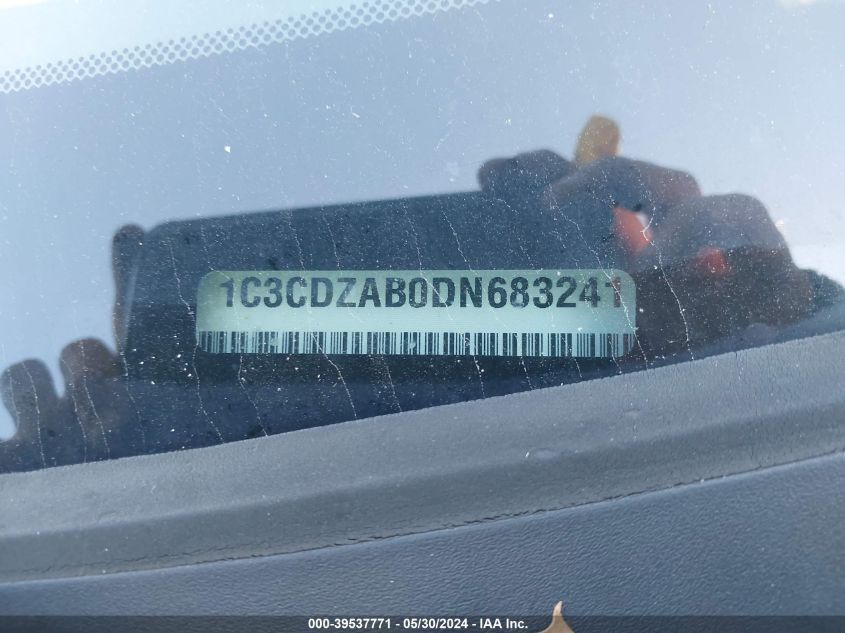 1C3CDZAB0DN683241
000-39537771 - 05/30/2024 - IAA Inc.